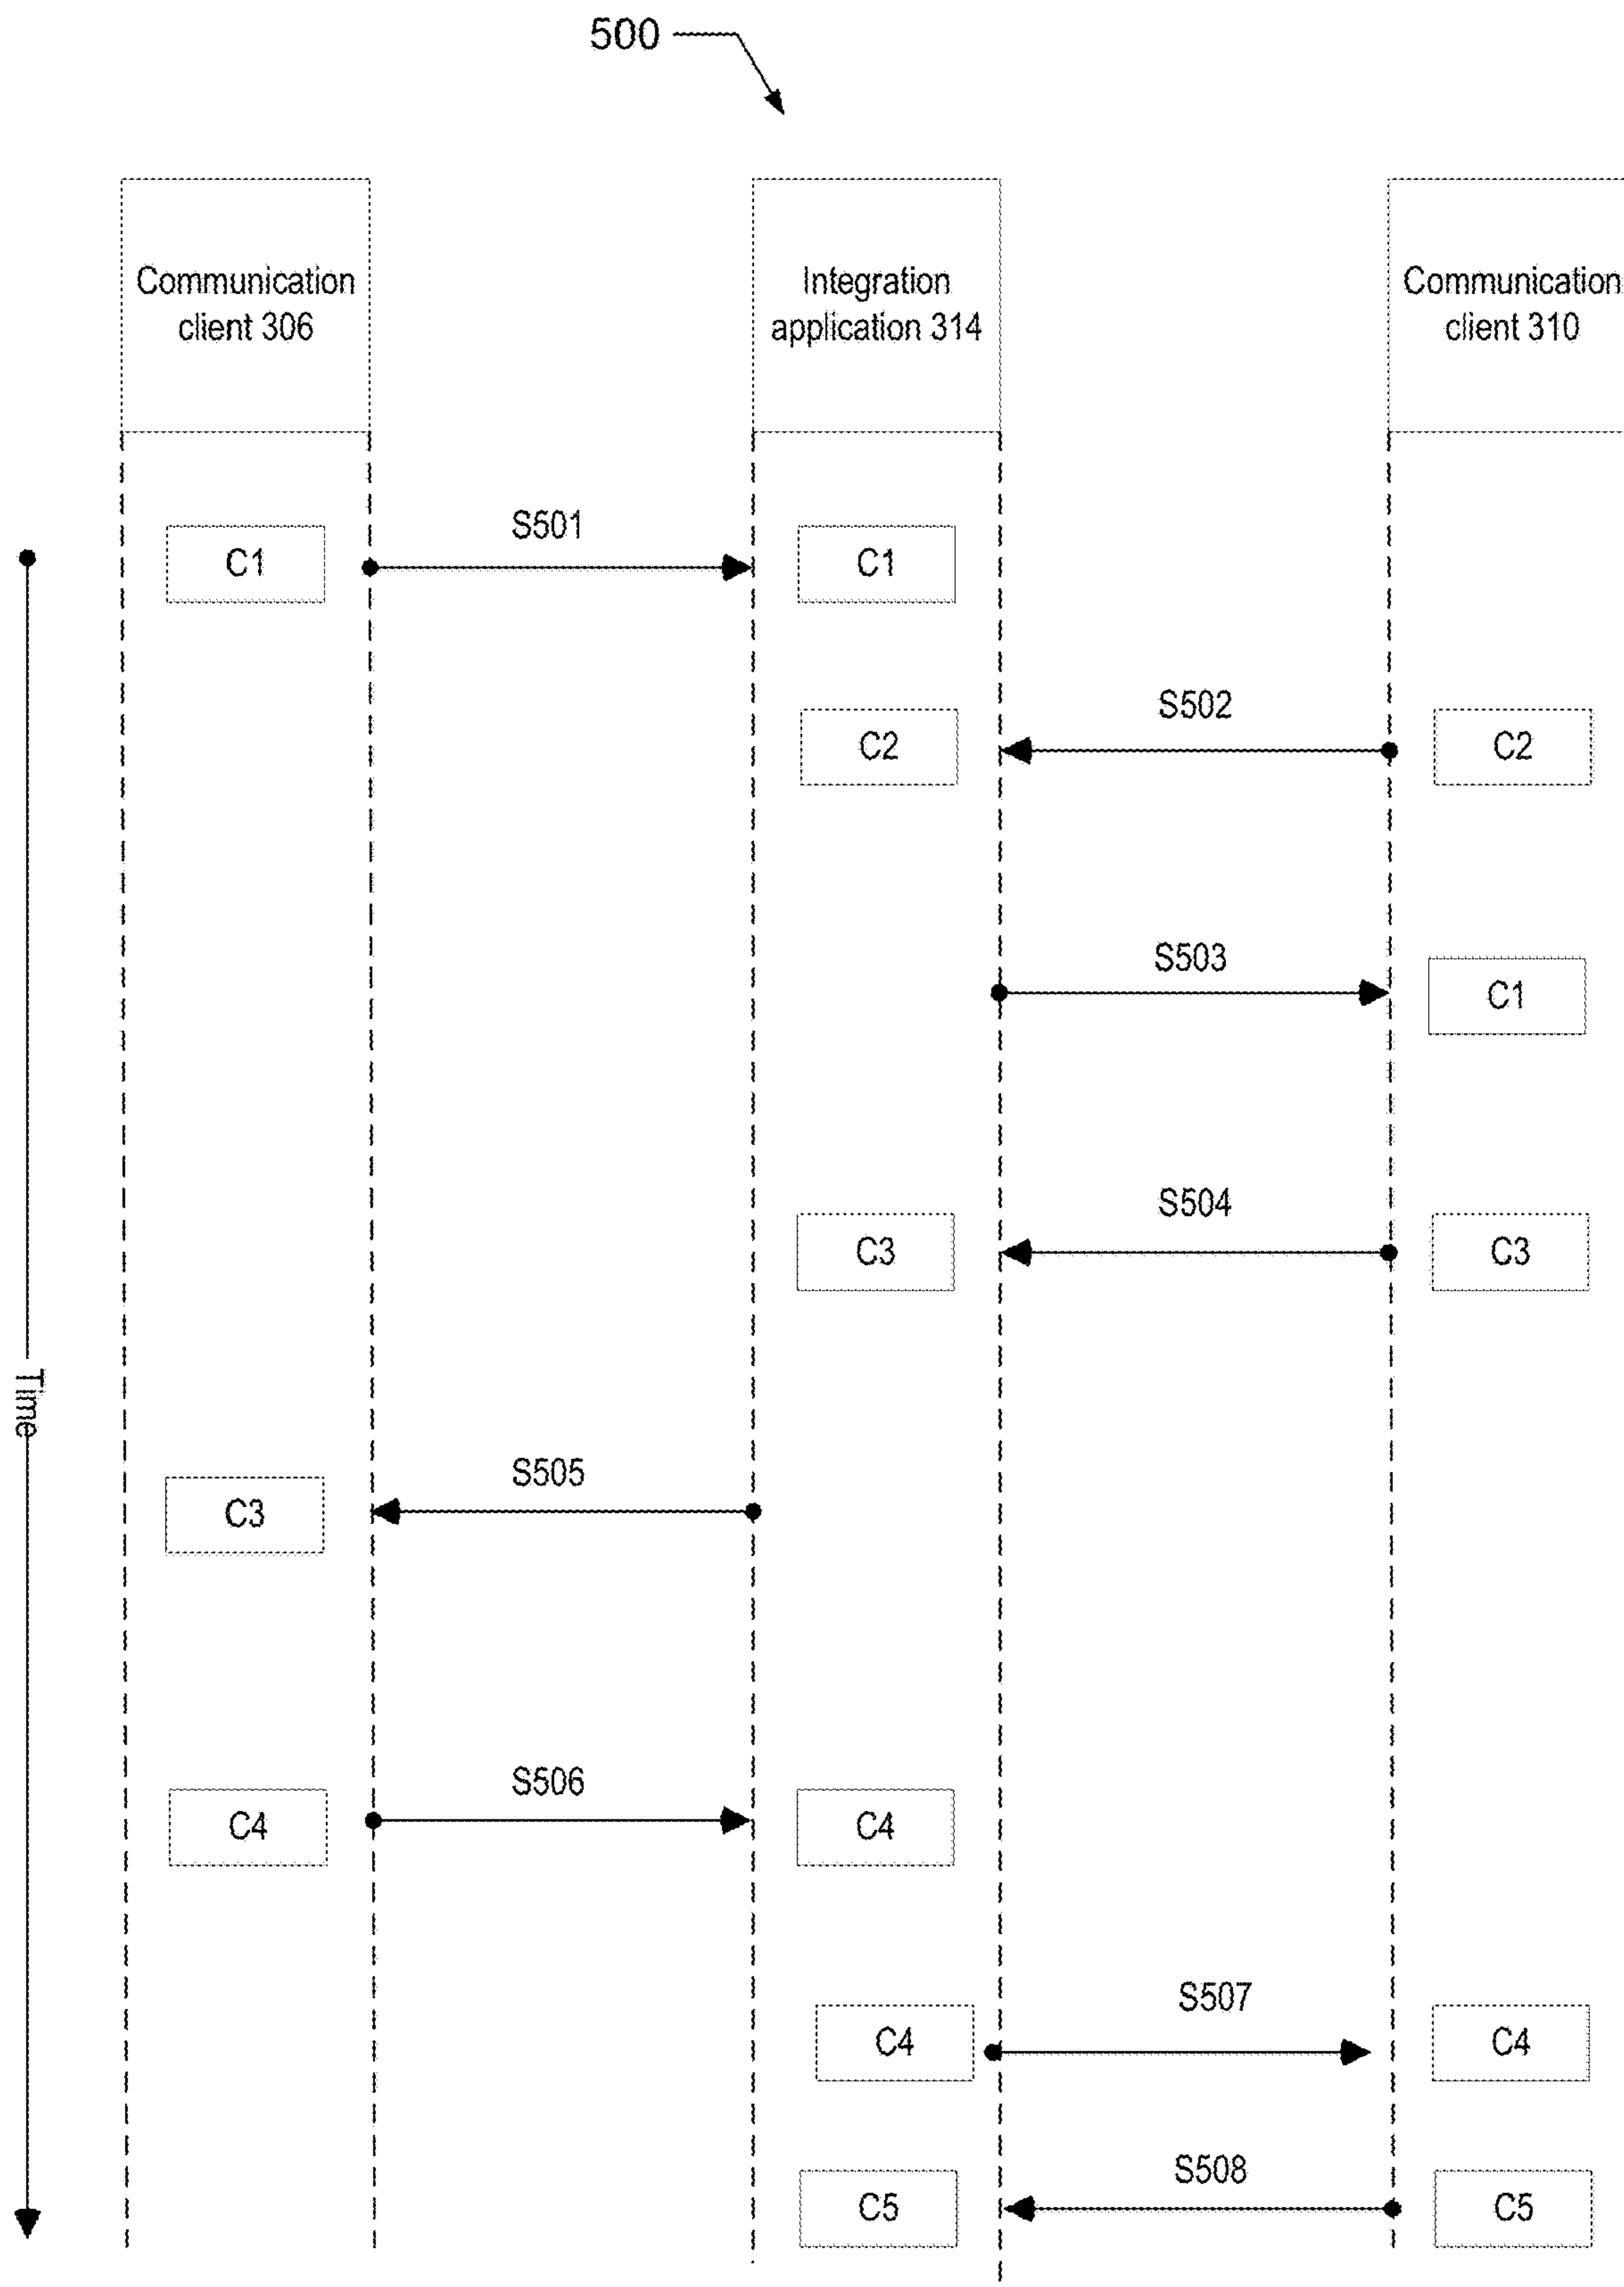 500
Communication
client 306
Integration
application 314
Communication
client 310
S501
C1
C1
S502
C2
C2
S503
C1
S504
C3
C3
Time
S505
C3
S506
C4
C4
S507
C4
C4
S508
C5
C5